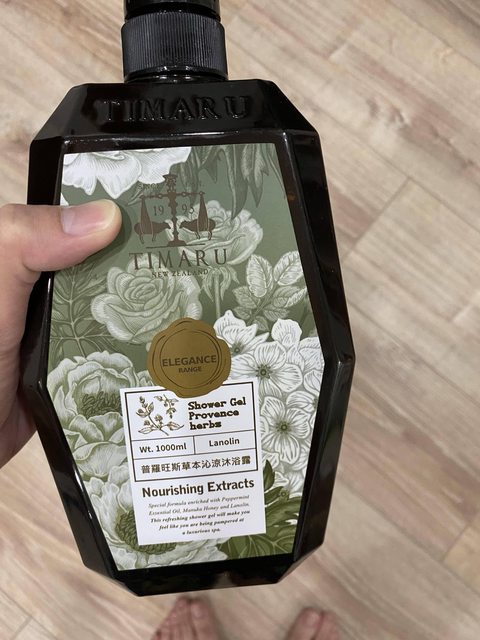 TIMARU
SINCE
1995
TIMARU
NEW ZEALAND
ELEGANCE
RANGE
Shower Gel
Provence
herbs
Wt. 1000ml
Lanolin
普羅旺斯草本沁涼沐浴露
Nourishing Extracts
Special formula enriched with Peppermint
Essential Oil, Manuka Honey and Lanolin.
This refreshing shower gel will make you
feel like you are being pampered at
a luxurious spa.